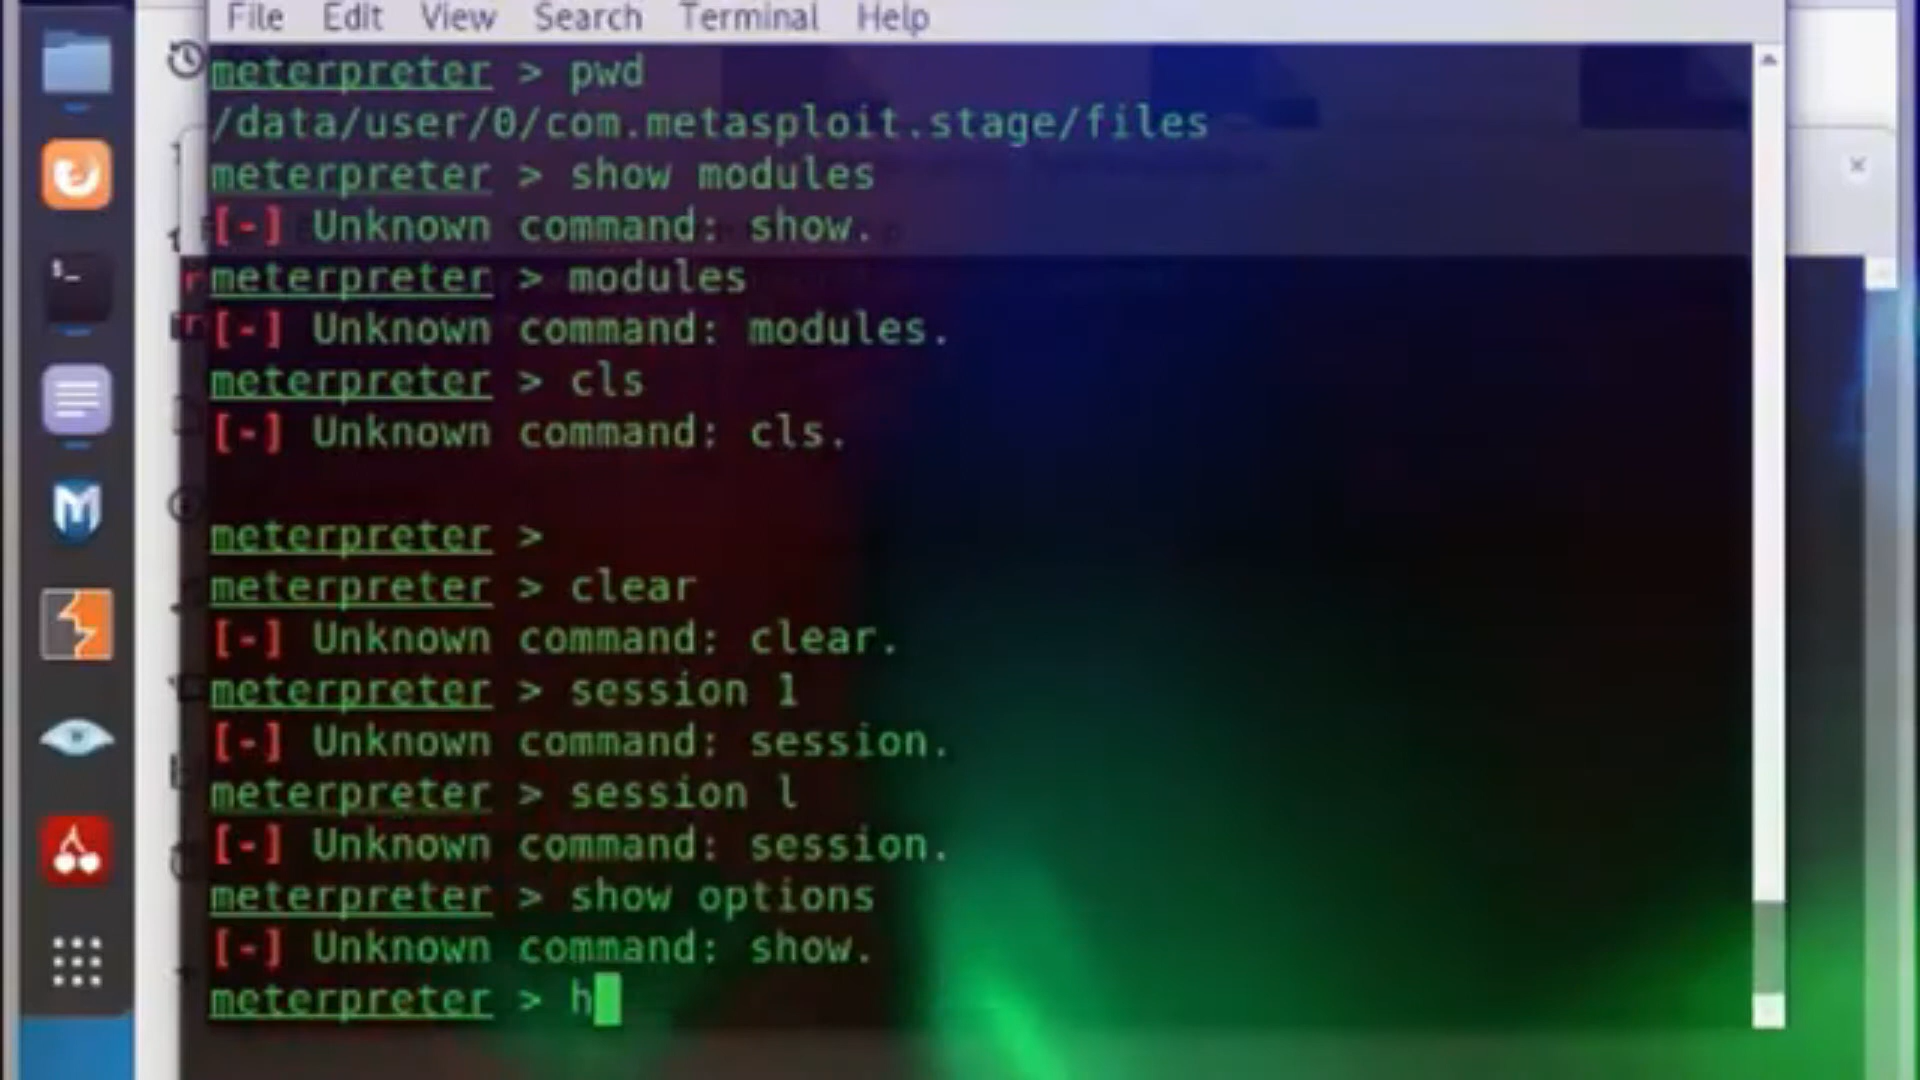 File Edit View Search Terminal Help
meterpreter > pwd
/data/user/0/com.metasploit.stage/files
meterpreter > show modules
[-] Unknown command: show.
meterpreter > modules
[-] Unknown command: modules.
meterpreter > cls
[-] Unknown command: cls.
meterpreter >
meterpreter > clear
[-] Unknown command: clear.
meterpreter > session 1
[-] Unknown command: session.
meterpreter > session l
[-] Unknown command: session.
meterpreter > show options
[-] Unknown command: show.
meterpreter > h